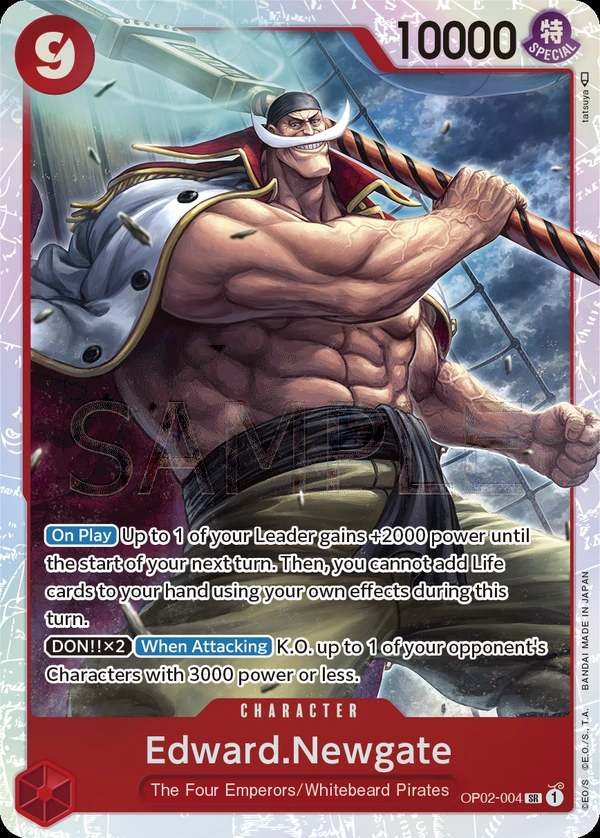 9
10000
特
SPECIAL
tatsuya
SAMPLE
On Play Up to 1 of your Leader gains +2000 power until
the start of your next turn. Then, you cannot add Life
cards to your hand using your own effects during this
turn.
DON!!×2 When Attacking K.O. up to 1 of your opponent's
Characters with 3000 power or less.
CHARACTER
Edward.Newgate
The Four Emperors/Whitebeard Pirates
OP02-004 SR 1
©EO/S ©E.O./S., T.A. BANDAI MADE IN JAPAN